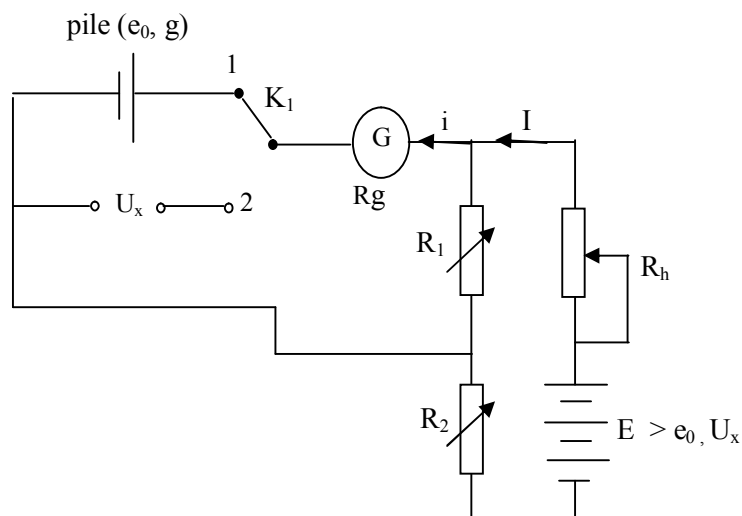 pile (e₀, g)
1
K₁
G
i
I
Rg
Uₓ
2
R₁
Rₕ
R₂
E > e₀ , Uₓ